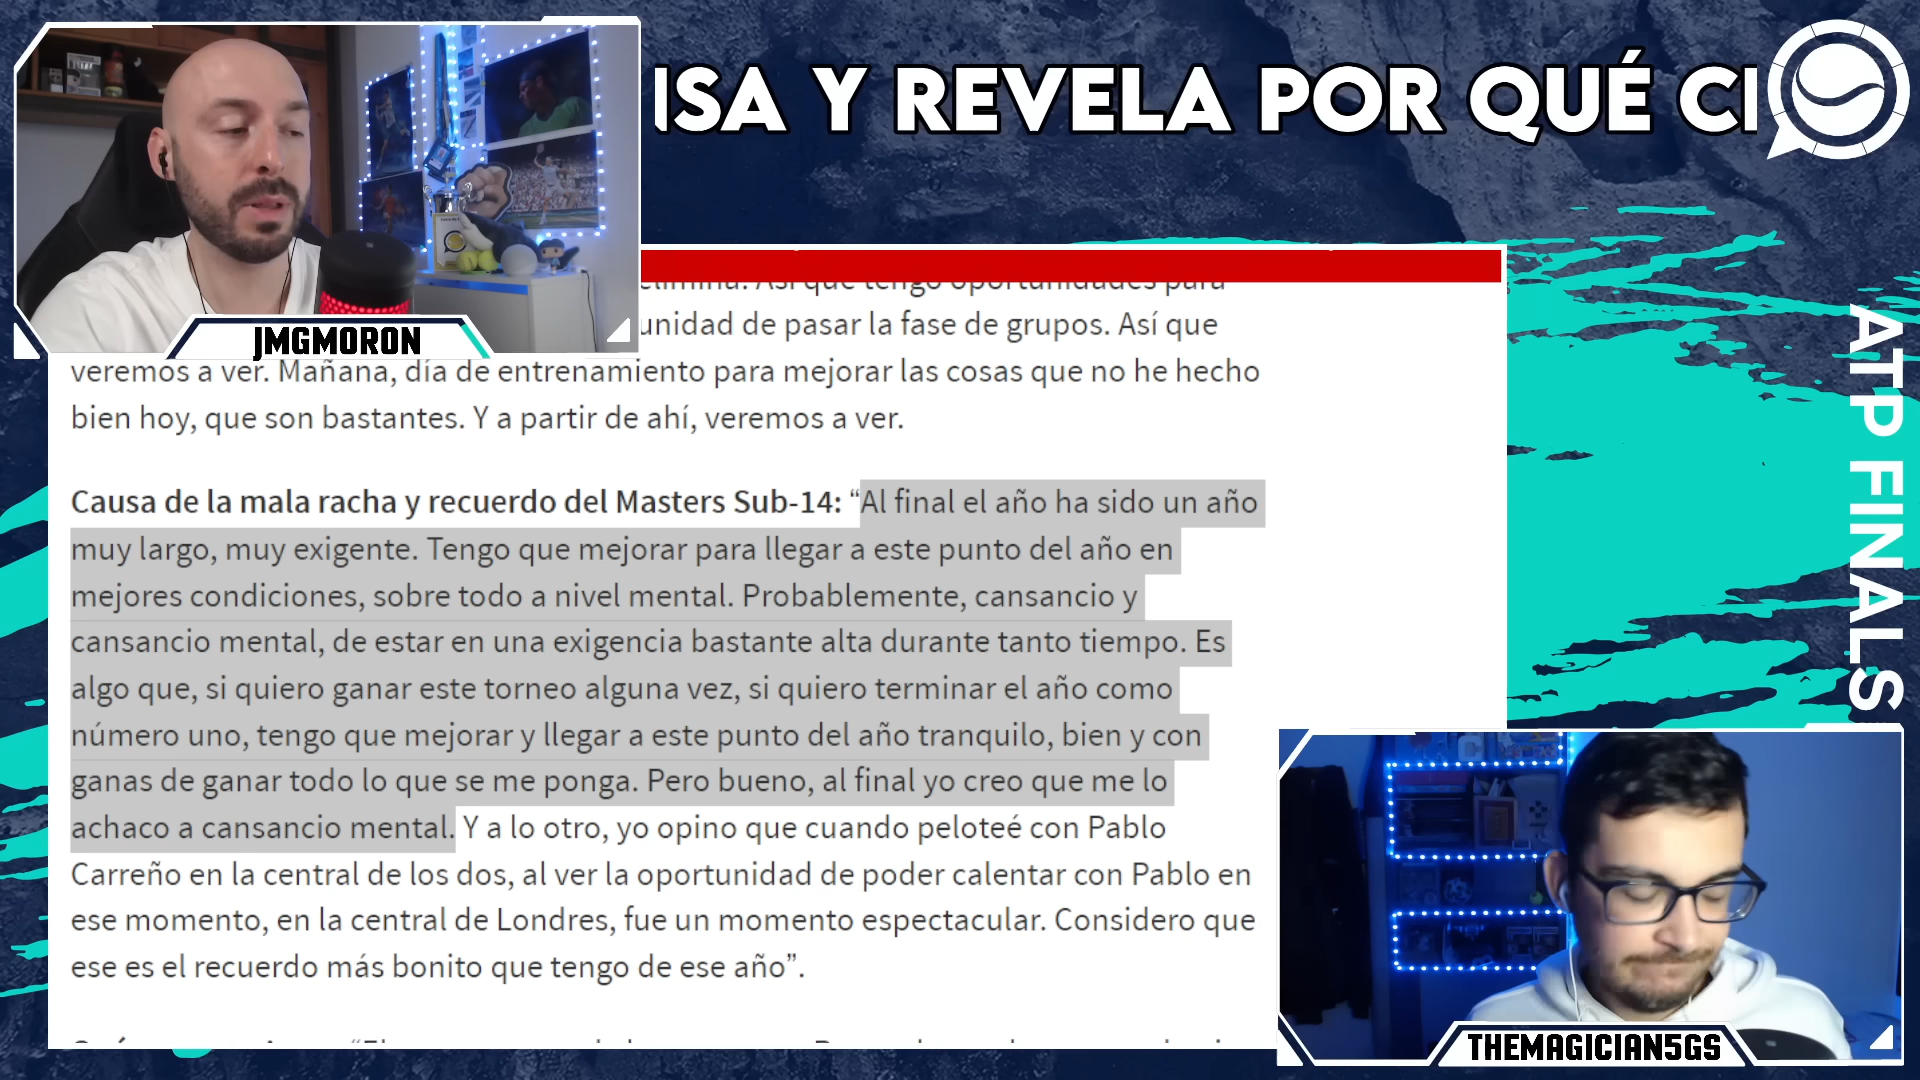 ISA Y REVELA POR QUÉ CI
JMGMORON
elimina. Así que tengo oportunidades para
unidad de pasar la fase de grupos. Así que
veremos a ver. Mañana, día de entrenamiento para mejorar las cosas que no he hecho
bien hoy, que son bastantes. Y a partir de ahí, veremos a ver.
Causa de la mala racha y recuerdo del Masters Sub-14: “Al final el año ha sido un año
muy largo, muy exigente. Tengo que mejorar para llegar a este punto del año en
mejores condiciones, sobre todo a nivel mental. Probablemente, cansancio y
cansancio mental, de estar en una exigencia bastante alta durante tanto tiempo. Es
algo que, si quiero ganar este torneo alguna vez, si quiero terminar el año como
número uno, tengo que mejorar y llegar a este punto del año tranquilo, bien y con
ganas de ganar todo lo que se me ponga. Pero bueno, al final yo creo que me lo
achaco a cansancio mental. Y a lo otro, yo opino que cuando peloteé con Pablo
Carreño en la central de los dos, al ver la oportunidad de poder calentar con Pablo en
ese momento, en la central de Londres, fue un momento espectacular. Considero que
ese es el recuerdo más bonito que tengo de ese año”.
ATP FINALS
THEMAGICIAN5GS